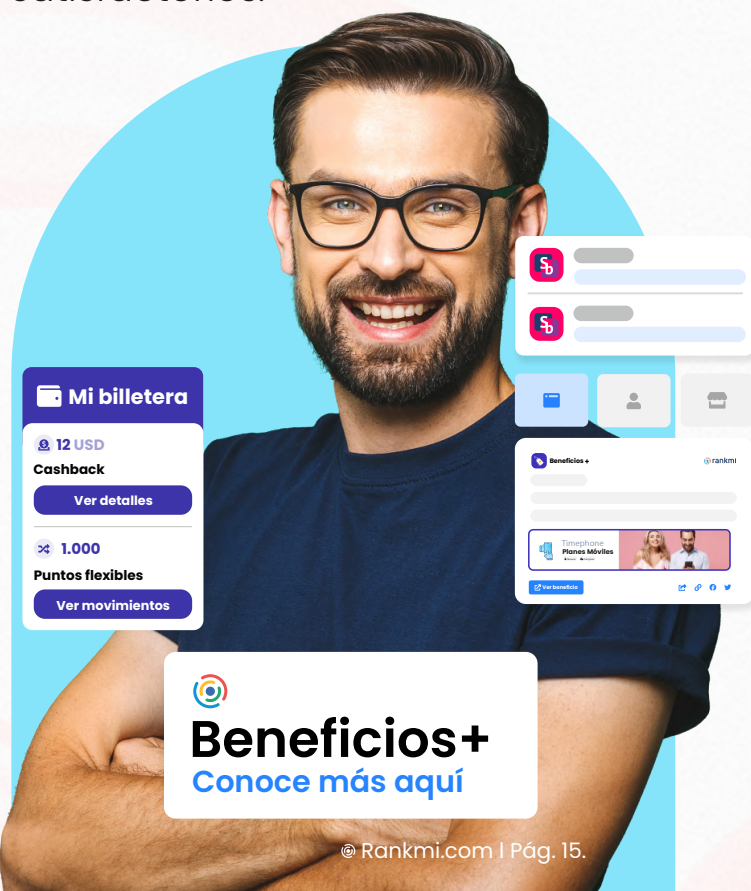 Mi billetera
12 USD
Cashback
Ver detalles
1.000
Puntos flexibles
Ver movimientos
Beneficios+
rankmi
Timephone
Planes Móviles
Ver beneficio
Beneficios+
Conoce más aquí
Rankmi.com | Pág. 15.